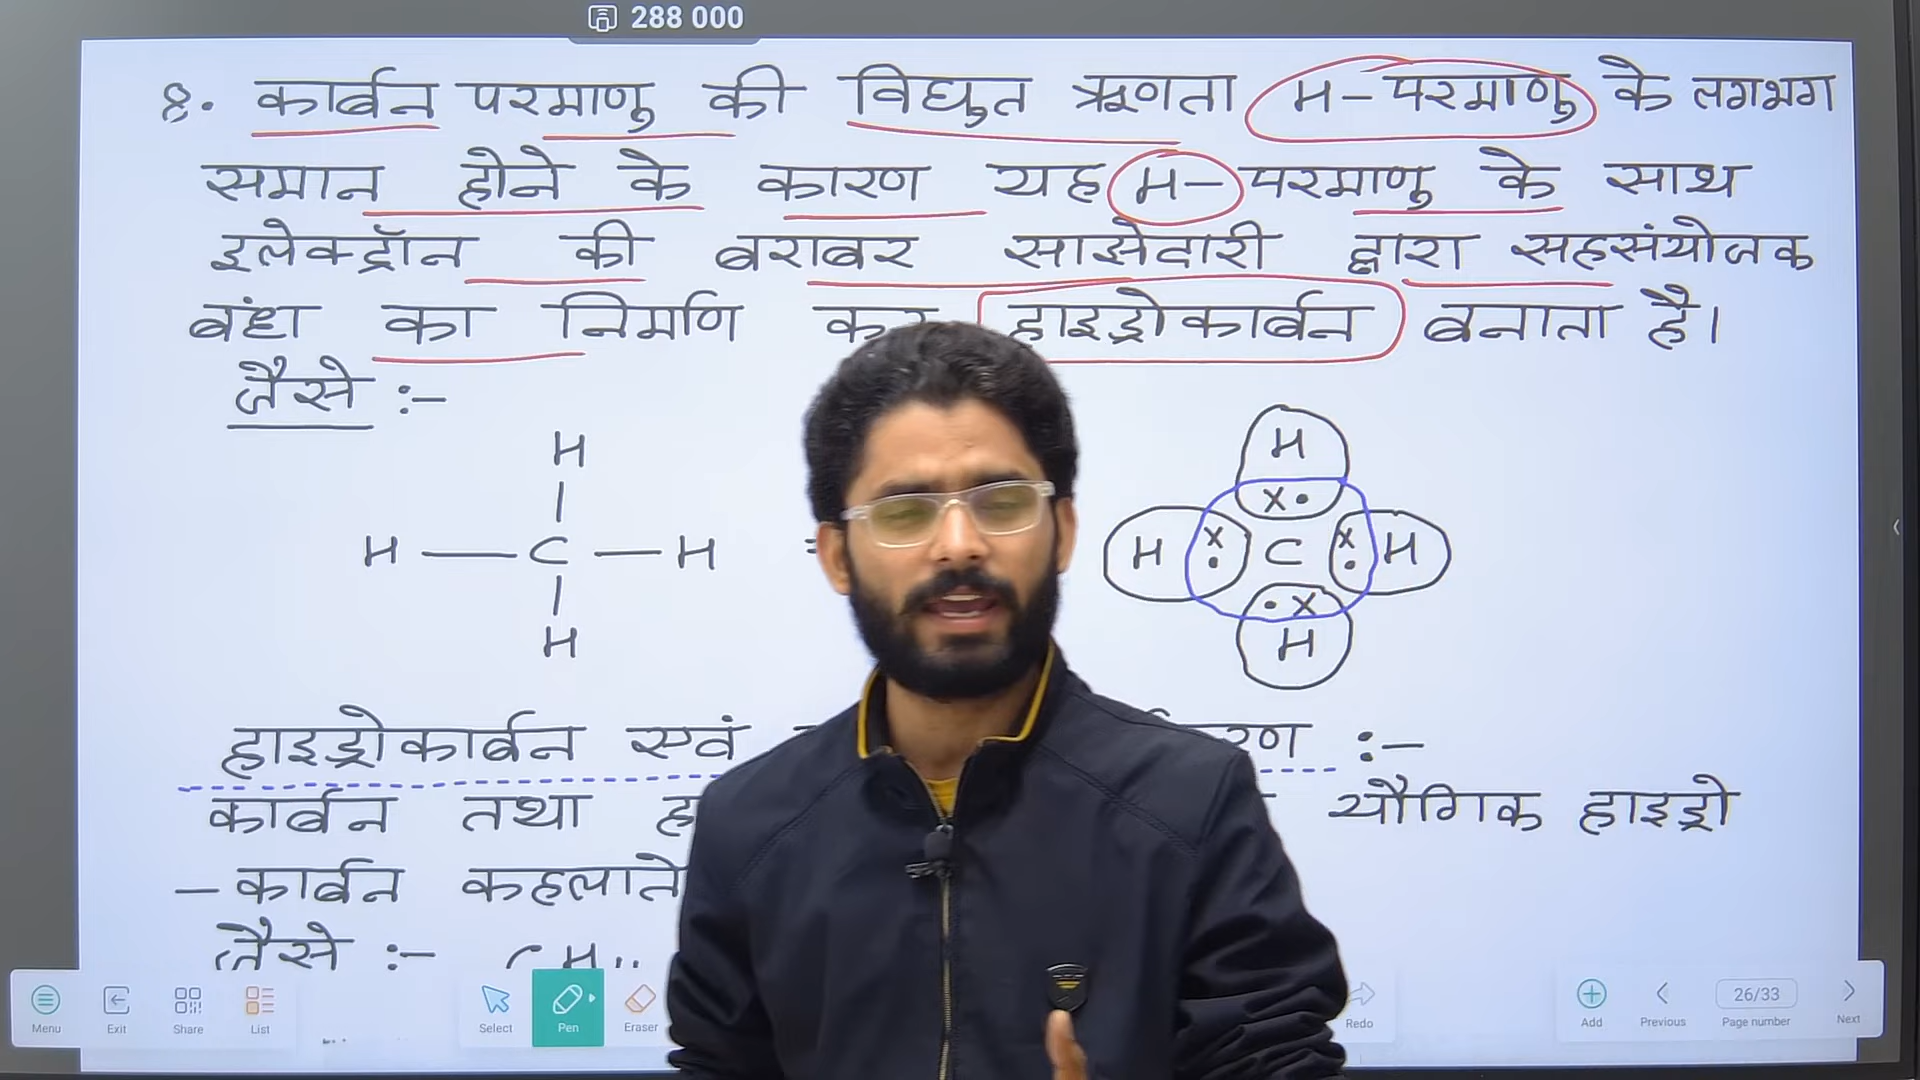 288 000
8. कार्बन परमाणु की विद्युत ऋणता H-परमाणु के लगभग
समान होने के कारण यह H- परमाणु के साथ
इलेक्ट्रॉन की बराबर साझेदारी द्वारा सहसंयोजक
बंध का निर्माण कर हाइड्रोकार्बन बनाता है।
जैसे :-
H
H — C — H
H
H
x •
H x • C x • H
• x
H
हाइड्रोकार्बन एवं :-
कार्बन तथा यौगिक हाइड्रो
- कार्बन कहलाते
जैसे :- CH
Menu Exit Share List Select Pen Eraser Redo Add Previous 26/33 Page number Next